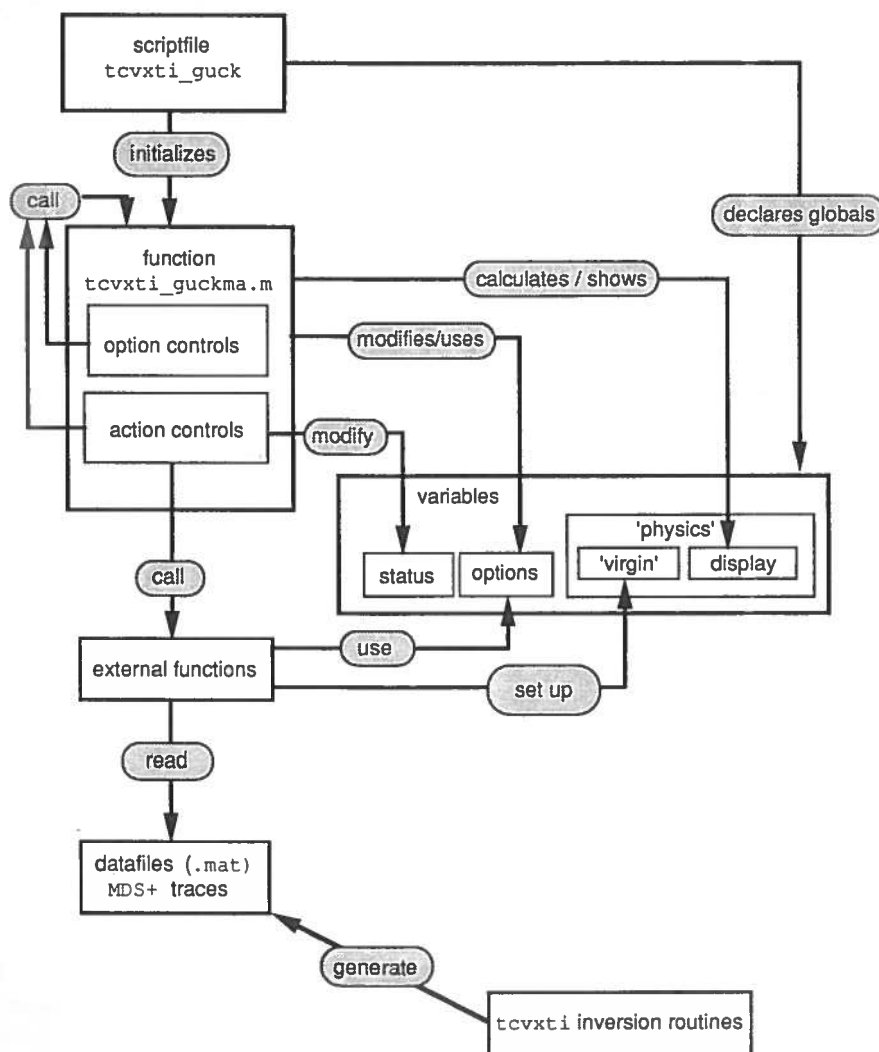 scriptfile
tcvxti_guck
initializes
call
declares globals
function
tcvxti_guckma.m
calculates / shows
option controls
modifies/uses
action controls
modify
variables
'physics'
status
options
'virgin'
display
call
use
external functions
set up
read
datafiles (.mat)
MDS+ traces
generate
tcvxti inversion routines